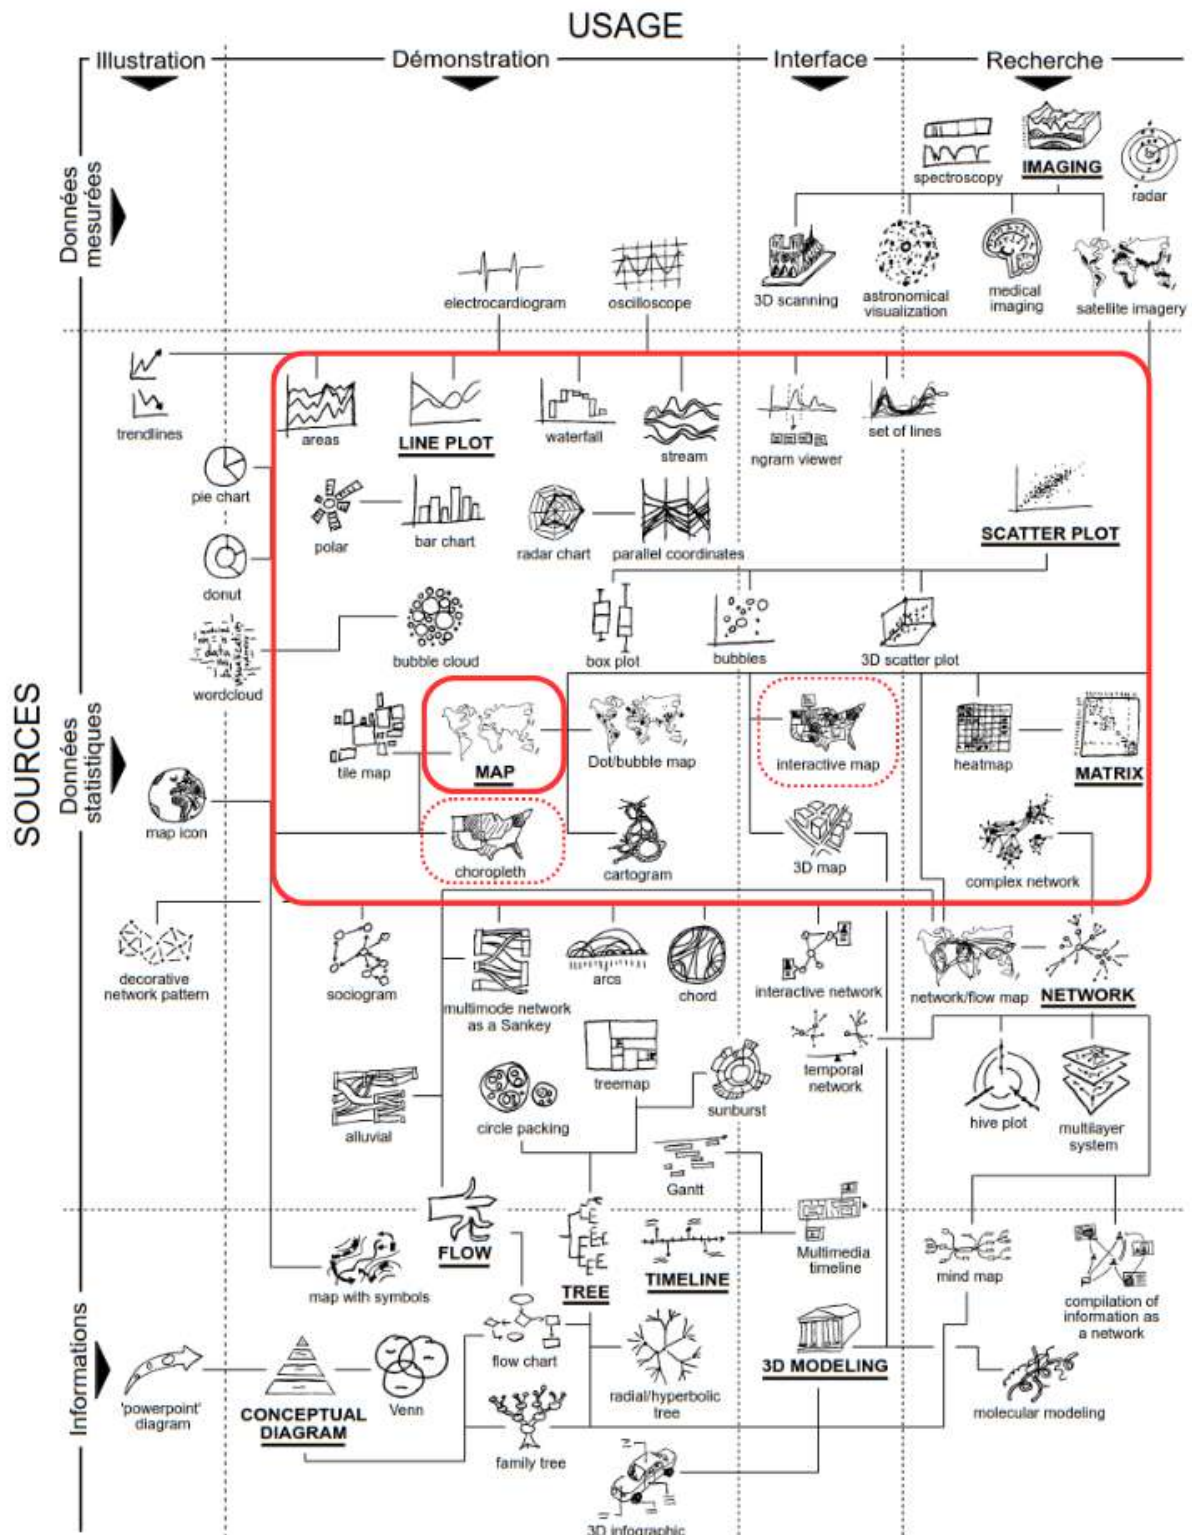 USAGE
Illustration
Démonstration
Interface
Recherche
SOURCES
Données
mesurées
spectroscopy
IMAGING
radar
electrocardiogram
oscilloscope
3D scanning
astronomical
visualization
medical
imaging
satellite imagery
Données
statistiques
trendlines
areas
LINE PLOT
waterfall
stream
ngram viewer
set of lines
pie chart
polar
bar chart
radar chart
parallel coordinates
SCATTER PLOT
donut
data
wordcloud
bubble cloud
box plot
bubbles
3D scatter plot
tile map
MAP
Dot/bubble map
interactive map
heatmap
MATRIX
map icon
choropleth
cartogram
3D map
complex network
decorative
network pattern
sociogram
multimode network
as a Sankey
arcs
chord
interactive network
network/flow map
NETWORK
alluvial
circle packing
treemap
sunburst
temporal
network
hive plot
multilayer
system
Gantt
Informations
FLOW
map with symbols
TREE
TIMELINE
Multimedia
timeline
mind map
compilation of
information as
a network
'powerpoint'
diagram
CONCEPTUAL
DIAGRAM
Venn
flow chart
family tree
radial/hyperbolic
tree
3D MODELING
molecular modeling
3D infographic